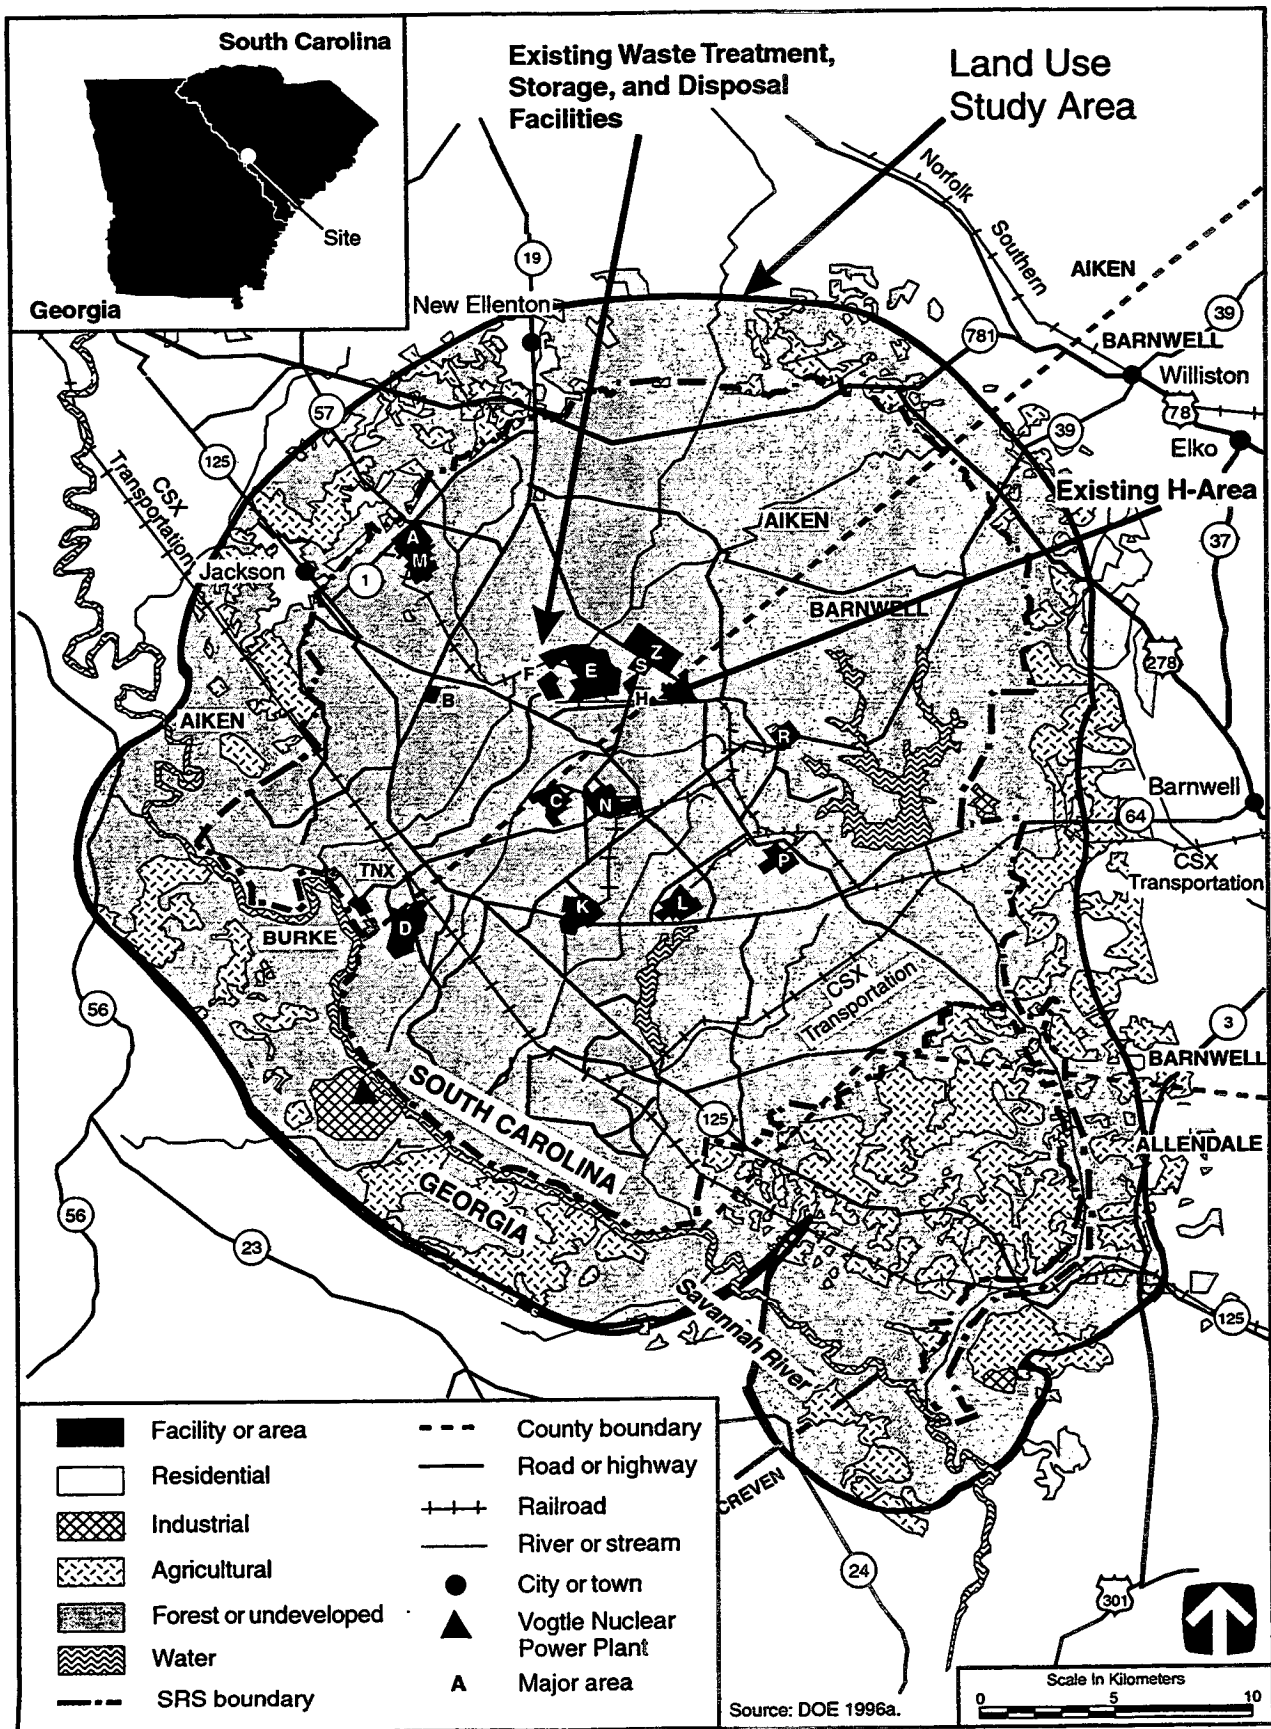 South Carolina
Site
Georgia
Existing Waste Treatment,
Storage, and Disposal
Facilities
Land Use
Study Area
Norfolk
Southern
19
New Ellenton
AIKEN
39
781
BARNWELL
Williston
78
57
39
Elko
125
CSX
Transportation
Existing H-Area
AIKEN
A
M
37
Jackson
1
BARNWELL
Z
S
E
F
278
H
B
AIKEN
R
Barnwell
C
N
64
P
CSX
Transportation
TNX
K
L
D
BURKE
CSX
Transportation
56
3
BARNWELL
SOUTH CAROLINA
125
ALLENDALE
GEORGIA
56
23
Savannah River
125
Facility or area
Residential
Industrial
Agricultural
Forest or undeveloped
Water
SRS boundary
County boundary
Road or highway
Railroad
River or stream
City or town
Vogtle Nuclear
Power Plant
A
Major area
CREVEN
24
301
Source: DOE 1996a.
Scale In Kilometers
0
5
10